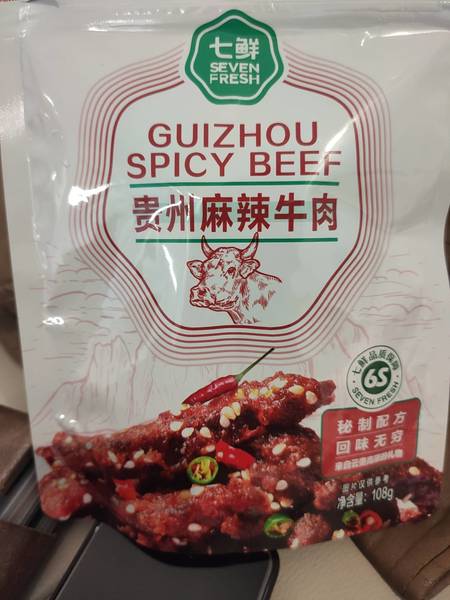 七鲜
SEVEN
FRESH
GUIZHOU
SPICY BEEF
贵州麻辣牛肉
七鲜品质保障
6S
SEVEN FRESH
秘制配方
回味无穷
图片仅供参考
净含量：108g